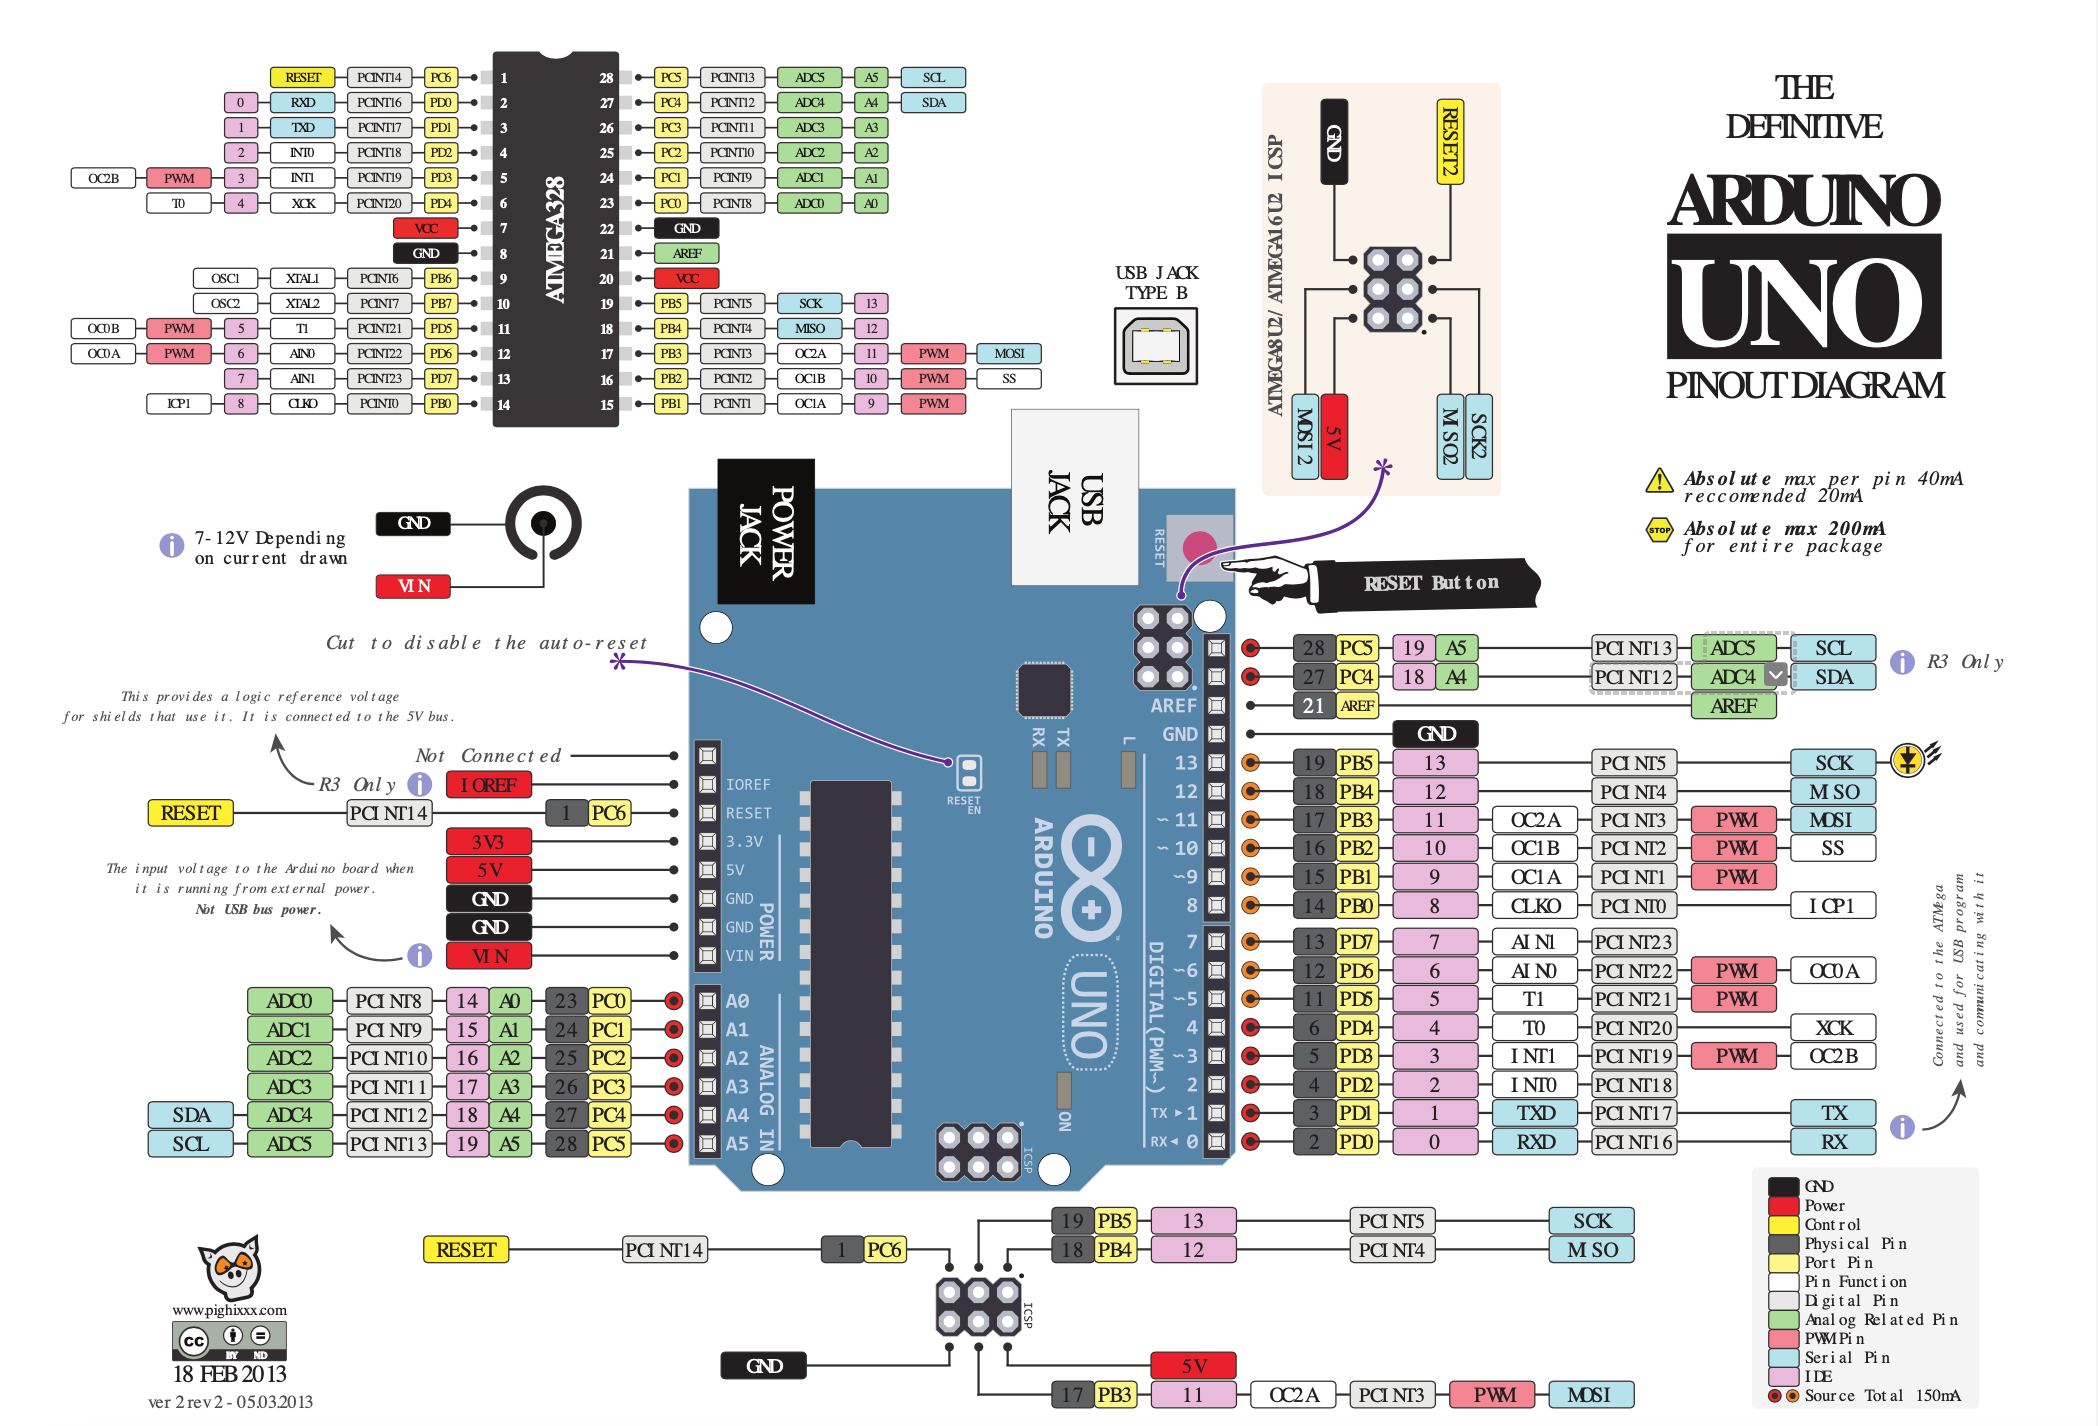 THE
DEFINITIVE
ARDUINO
UNO
PINOUT DIAGRAM
RESET PCINT14 PC6 1
0 RXD PCINT16 PD0 2
1 TXD PCINT17 PD1 3
2 INT0 PCINT18 PD2 4
OC2B PWM 3 INT1 PCINT19 PD3 5
T0 4 XCK PCINT20 PD4 6
VCC 7
GND 8
OSC1 XTAL1 PCINT6 PB6 9
OSC2 XTAL2 PCINT7 PB7 10
OC0B PWM 5 T1 PCINT21 PD5 11
OC0A PWM 6 AIN0 PCINT22 PD6 12
7 AIN1 PCINT23 PD7 13
ICP1 8 CLKO PCINT0 PB0 14
ATMEGA328
28 PC5 PCINT13 ADC5 A5 SCL
27 PC4 PCINT12 ADC4 A4 SDA
26 PC3 PCINT11 ADC3 A3
25 PC2 PCINT10 ADC2 A2
24 PC1 PCINT9 ADC1 A1
23 PC0 PCINT8 ADC0 A0
22 GND
21 AREF
20 VCC
19 PB5 PCINT5 SCK 13
18 PB4 PCINT4 MISO 12
17 PB3 PCINT3 OC2A 11 PWM MOSI
16 PB2 PCINT2 OC1B 10 PWM SS
15 PB1 PCINT1 OC1A 9 PWM
USB JACK
TYPE B
ATMEGA8U2/ATMEGA16U2 ICSP
GND
RESET2
MOSI2
5V
MISO2
SCK2
Absolute max per pin 40mA
reccomended 20mA
STOP
Absolute max 200mA
for entire package
7-12V Depending
on current drawn
GND
VIN
POWER
JACK
USB
JACK
RESET
RESET Button
Cut to disable the auto-reset
This provides a logic reference voltage
for shields that use it. It is connected to the 5V bus.
Not Connected
R3 Only IOREF
RESET PCINT14 1 PC6
3V3
5V
GND
GND
VIN
The input voltage to the Arduino board when
it is running from external power.
Not USB bus power.
ADC0 PCINT8 14 A0 23 PC0
ADC1 PCINT9 15 A1 24 PC1
ADC2 PCINT10 16 A2 25 PC2
ADC3 PCINT11 17 A3 26 PC3
SDA ADC4 PCINT12 18 A4 27 PC4
SCL ADC5 PCINT13 19 A5 28 PC5
IOREF
RESET
3.3V
5V
GND
GND
VIN
POWER
A0
A1
A2
A3
A4
A5
ANALOG IN
RESET
EN
RX
TX
L
ARDUINO
UNO
ON
ICSP
AREF
GND
13
12
~11
~10
~9
8
7
~6
~5
4
~3
2
TX 1
RX 0
DIGITAL(PWM~)
28 PC5 19 A5 PCINT13 ADC5 SCL
27 PC4 18 A4 PCINT12 ADC4 SDA
R3 Only
21 AREF AREF
GND
19 PB5 13 PCINT5 SCK
18 PB4 12 PCINT4 MISO
17 PB3 11 OC2A PCINT3 PWM MOSI
16 PB2 10 OC1B PCINT2 PWM SS
15 PB1 9 OC1A PCINT1 PWM
14 PB0 8 CLKO PCINT0 ICP1
13 PD7 7 AIN1 PCINT23
12 PD6 6 AIN0 PCINT22 PWM OC0A
11 PD5 5 T1 PCINT21 PWM
6 PD4 4 T0 PCINT20 XCK
5 PD3 3 INT1 PCINT19 PWM OC2B
4 PD2 2 INT0 PCINT18
3 PD1 1 TXD PCINT17 TX
2 PD0 0 RXD PCINT16 RX
Connected to the ATMega
and used for USB program
and communicating with it
RESET PCINT14 1 PC6
19 PB5 13 PCINT5 SCK
18 PB4 12 PCINT4 MISO
ICSP
GND
5V
17 PB3 11 OC2A PCINT3 PWM MOSI
www.pighixxx.com
cc
BY ND
18 FEB 2013
ver 2 rev 2 - 05.03.2013
GND
Power
Control
Physical Pin
Port Pin
Pin Function
Digital Pin
Analog Related Pin
PWM Pin
Serial Pin
IDE
Source Total 150mA